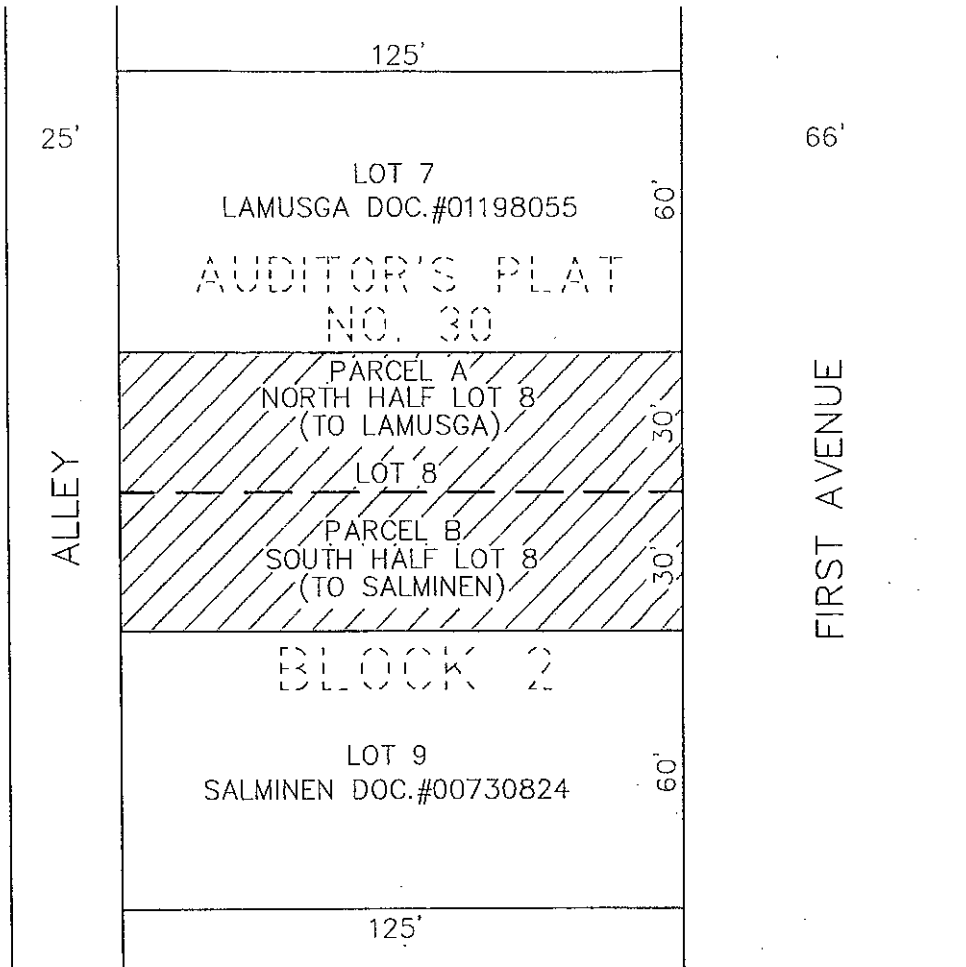 125'
25'
66'
LOT 7
LAMUSGA DOC.#01198055
60'
AUDITOR'S PLAT
NO. 30
PARCEL A
NORTH HALF LOT 8
(TO LAMUSGA)
30'
LOT 8
ALLEY
FIRST AVENUE
PARCEL B
SOUTH HALF LOT 8
(TO SALMINEN)
30'
BLOCK 2
LOT 9
SALMINEN DOC.#00730824
60'
125'